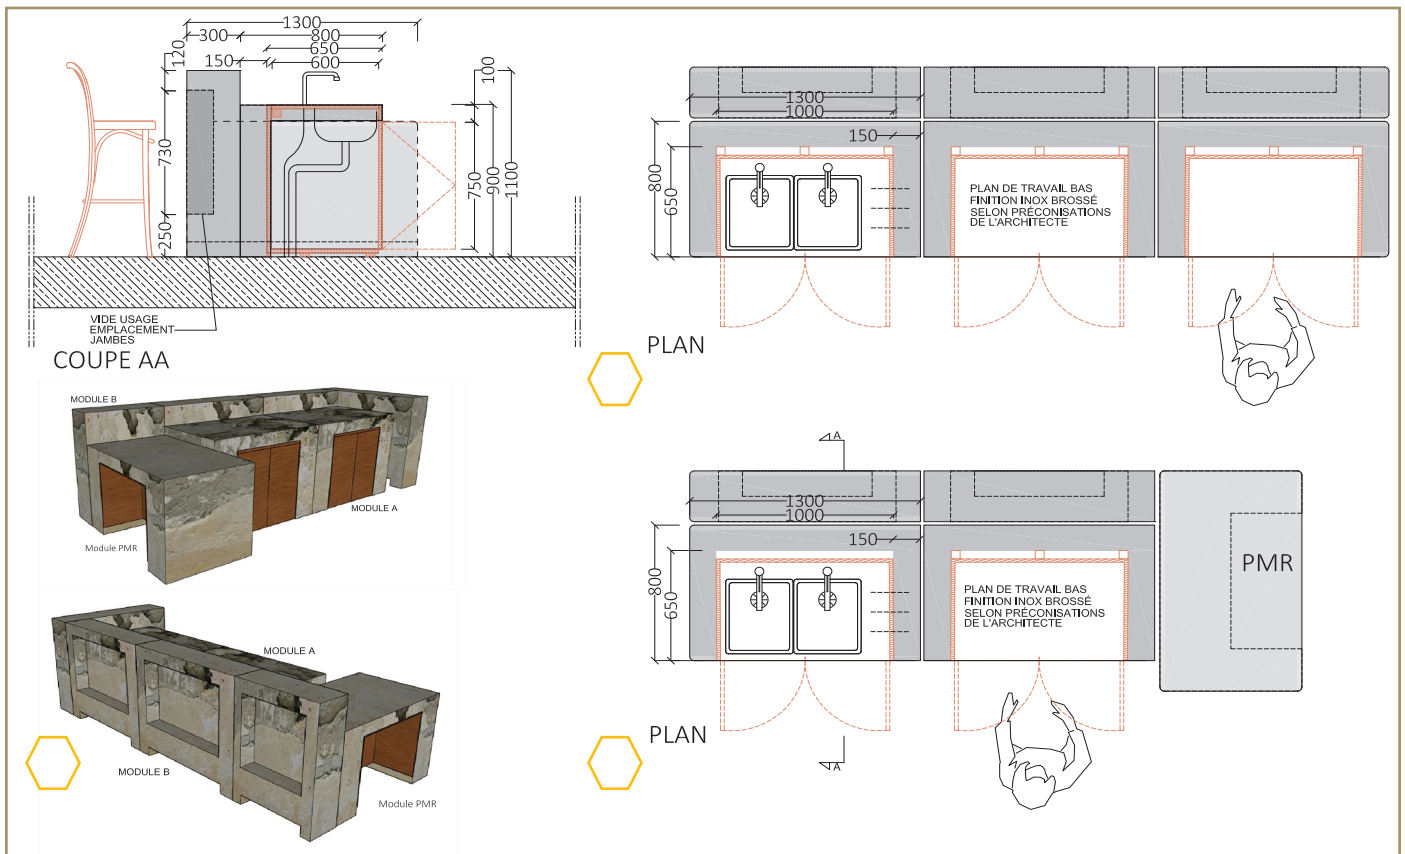 1300
300
800
650
150
600
120
100
730
250
750
900
1100
VIDE USAGE
EMPLACEMENT
JAMBES
COUPE AA
1300
1000
150
800
650
PLAN DE TRAVAIL BAS
FINITION INOX BROSSÉ
SELON PRÉCONISATIONS
DE L'ARCHITECTE
PLAN
MODULE B
MODULE A
Module PMR
MODULE A
MODULE B
Module PMR
A
1300
1000
150
800
650
PLAN DE TRAVAIL BAS
FINITION INOX BROSSÉ
SELON PRÉCONISATIONS
DE L'ARCHITECTE
PMR
PLAN
A